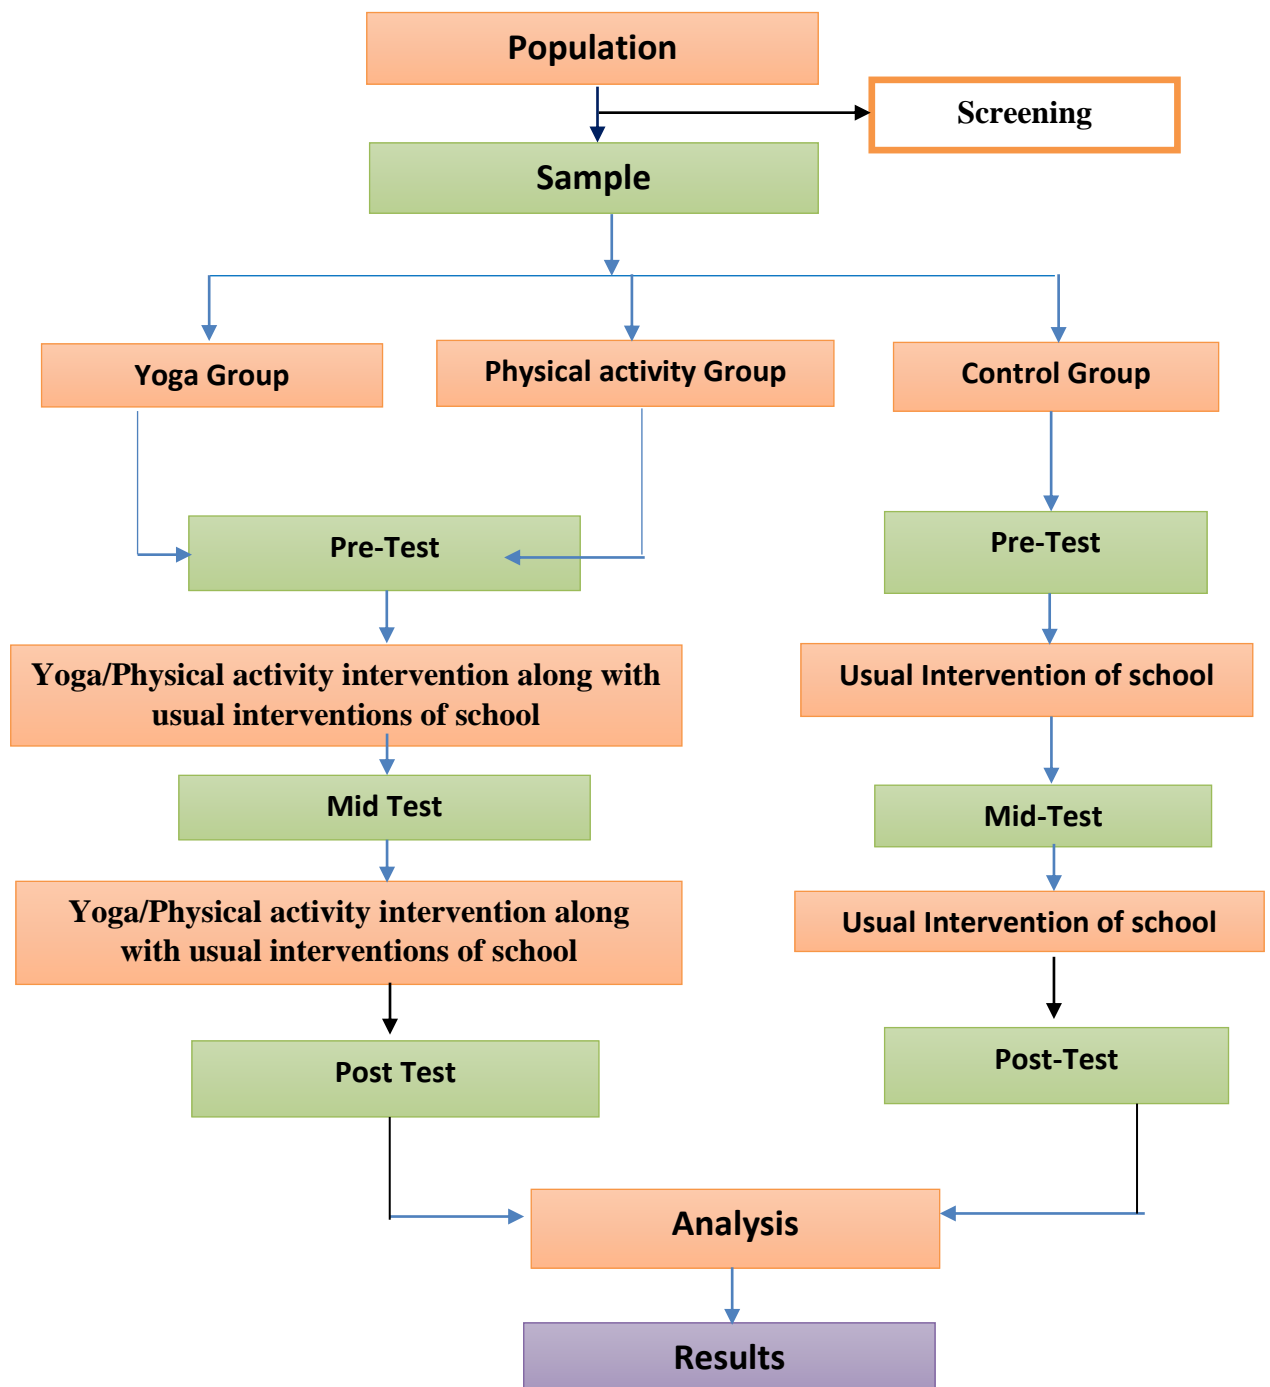 Population
Screening
Sample
Yoga Group
Physical activity Group
Control Group
Pre-Test
Pre-Test
Yoga/Physical activity intervention along with
usual interventions of school
Usual Intervention of school
Mid Test
Mid-Test
Yoga/Physical activity intervention along
with usual interventions of school
Usual Intervention of school
Post Test
Post-Test
Analysis
Results